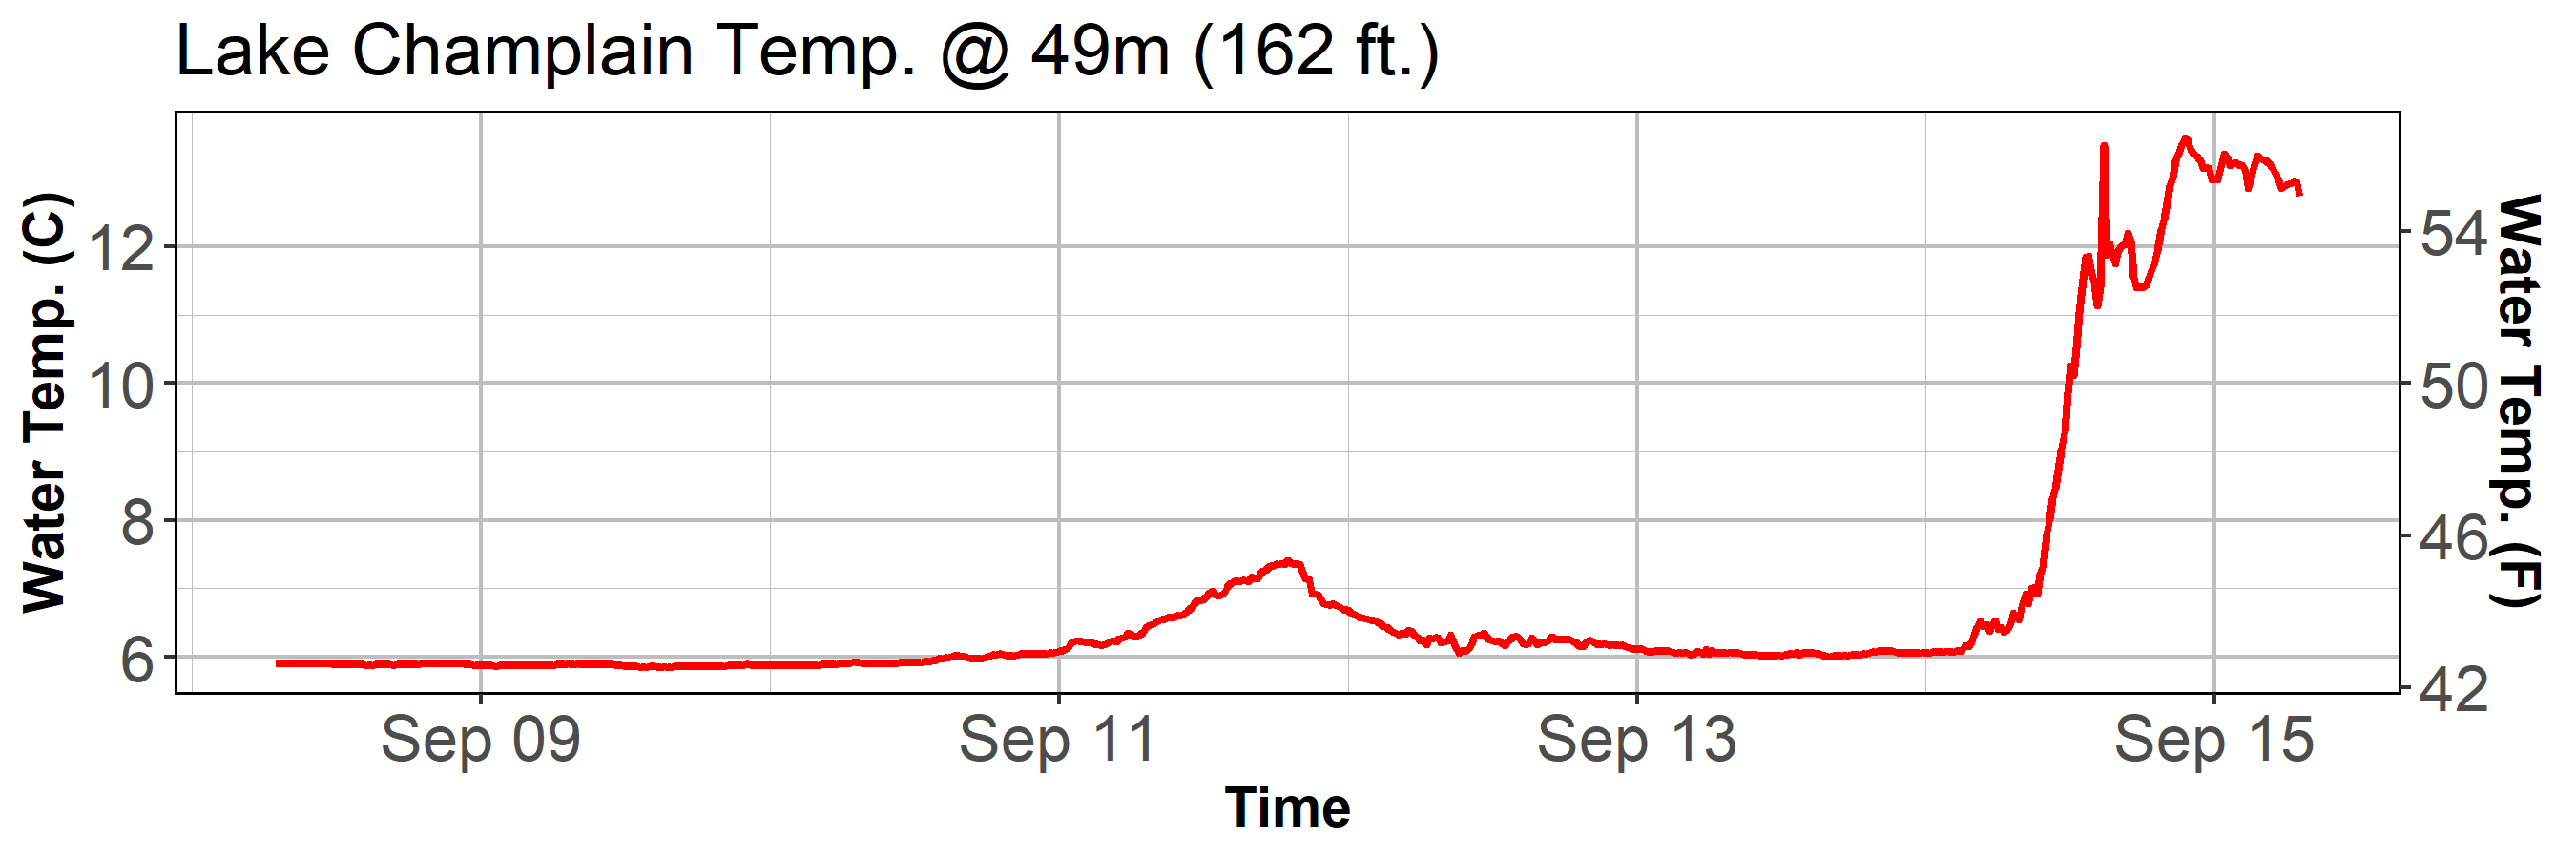 Lake Champlain Temp. @ 49m (162 ft.)
Water Temp. (C)
12
10
8
6
54
50
46
42
Water Temp. (F)
Sep 09 Sep 11 Sep 13 Sep 15
Time